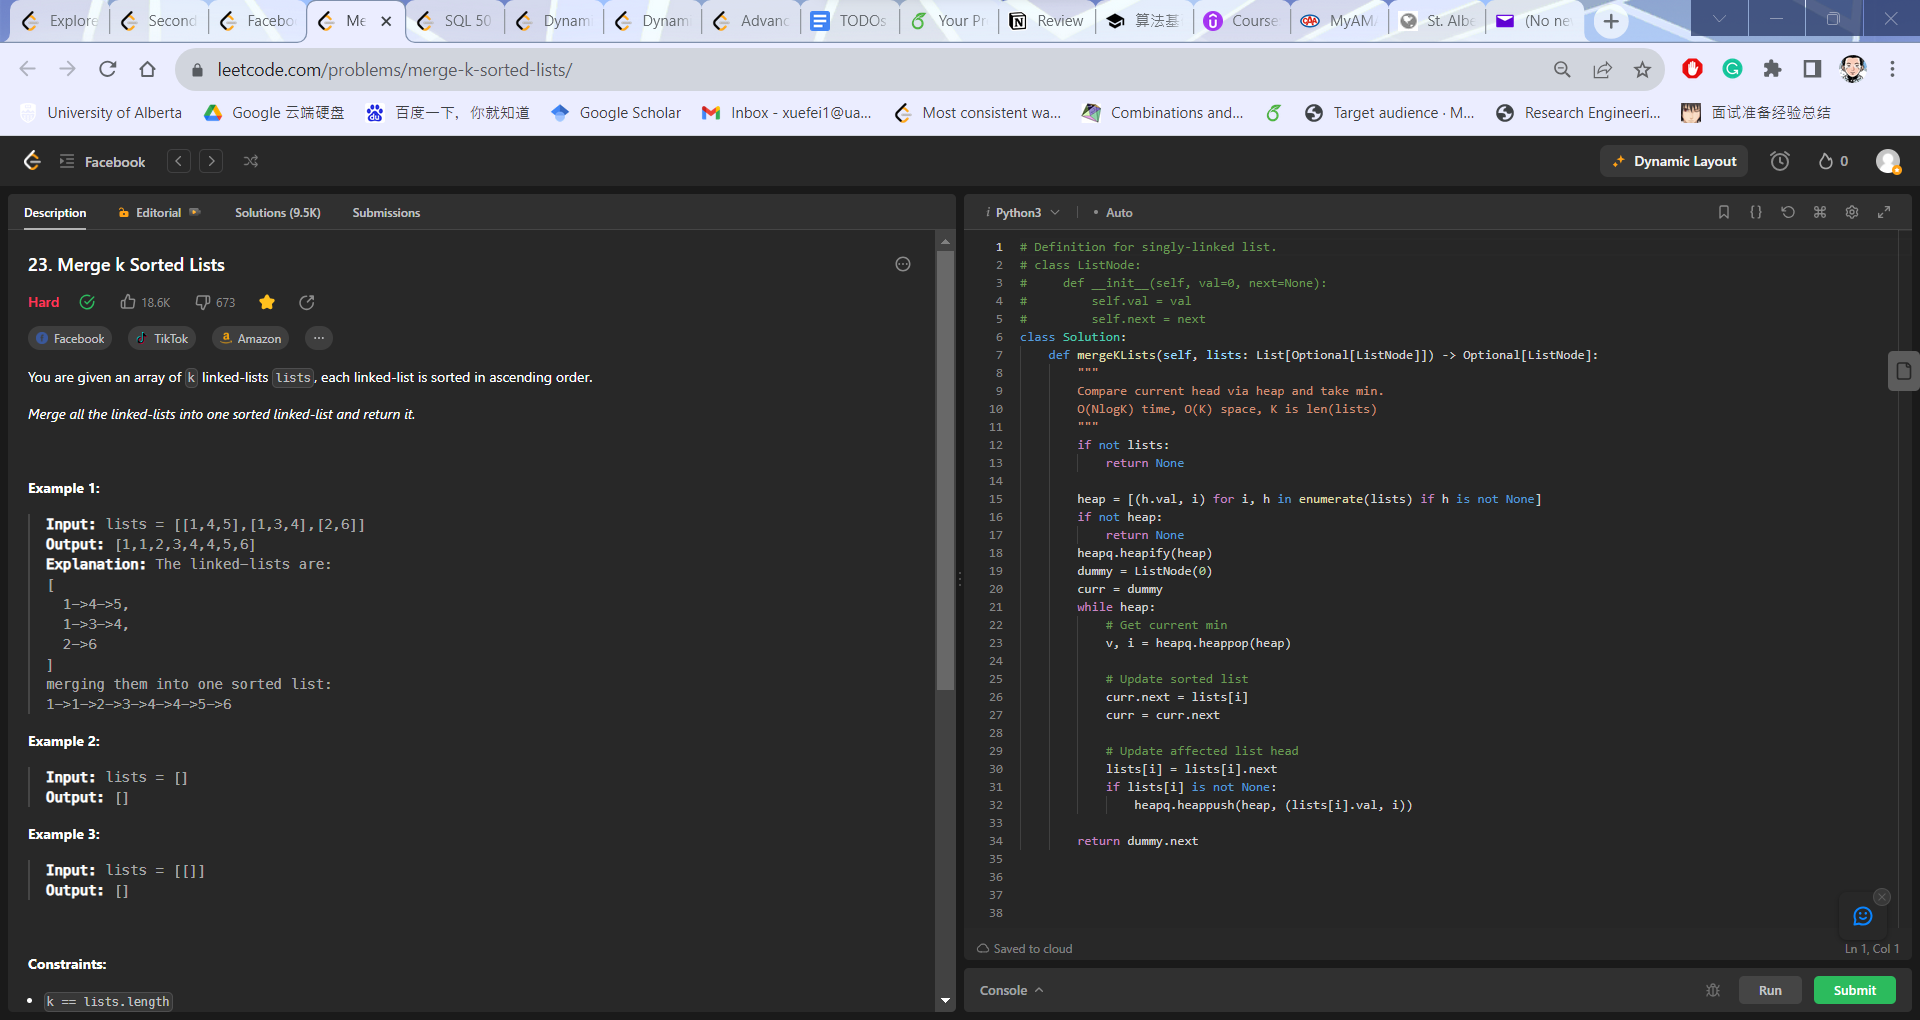 Explore
Second
Facebo
Me
SQL 50
Dynami
Dynami
Advanc
TODOs
Your Pr
Review
算法基
Course
MyAMA
St. Albe
(No ne
leetcode.com/problems/merge-k-sorted-lists/
University of Alberta
Google 云端硬盘
百度一下，你就知道
Google Scholar
Inbox - xuefei1@ua...
Most consistent wa...
Combinations and...
Target audience · M...
Research Engineeri...
面试准备经验总结
Facebook
Dynamic Layout
0
Description
Editorial
Solutions (9.5K)
Submissions
23. Merge k Sorted Lists
Hard
18.6K
673
Facebook
TikTok
Amazon
...
You are given an array of k linked-lists lists, each linked-list is sorted in ascending order.
Merge all the linked-lists into one sorted linked-list and return it.
Example 1:
Input: lists = [[1,4,5],[1,3,4],[2,6]]
Output: [1,1,2,3,4,4,5,6]
Explanation: The linked-lists are:
[
1->4->5,
1->3->4,
2->6
]
merging them into one sorted list:
1->1->2->3->4->4->5->6
Example 2:
Input: lists = []
Output: []
Example 3:
Input: lists = [[]]
Output: []
Constraints:
• k == lists.length
i Python3
• Auto
1 # Definition for singly-linked list.
2 # class ListNode:
3 #     def __init__(self, val=0, next=None):
4 #         self.val = val
5 #         self.next = next
6 class Solution:
7     def mergeKLists(self, lists: List[Optional[ListNode]]) -> Optional[ListNode]:
8         """
9         Compare current head via heap and take min.
10         O(NlogK) time, O(K) space, K is len(lists)
11         """
12         if not lists:
13             return None
14
15         heap = [(h.val, i) for i, h in enumerate(lists) if h is not None]
16         if not heap:
17             return None
18         heapq.heapify(heap)
19         dummy = ListNode(0)
20         curr = dummy
21         while heap:
22             # Get current min
23             v, i = heapq.heappop(heap)
24
25             # Update sorted list
26             curr.next = lists[i]
27             curr = curr.next
28
29             # Update affected list head
30             lists[i] = lists[i].next
31             if lists[i] is not None:
32                 heapq.heappush(heap, (lists[i].val, i))
33
34         return dummy.next
35
36
37
38
Saved to cloud
Ln 1, Col 1
Console
Run
Submit